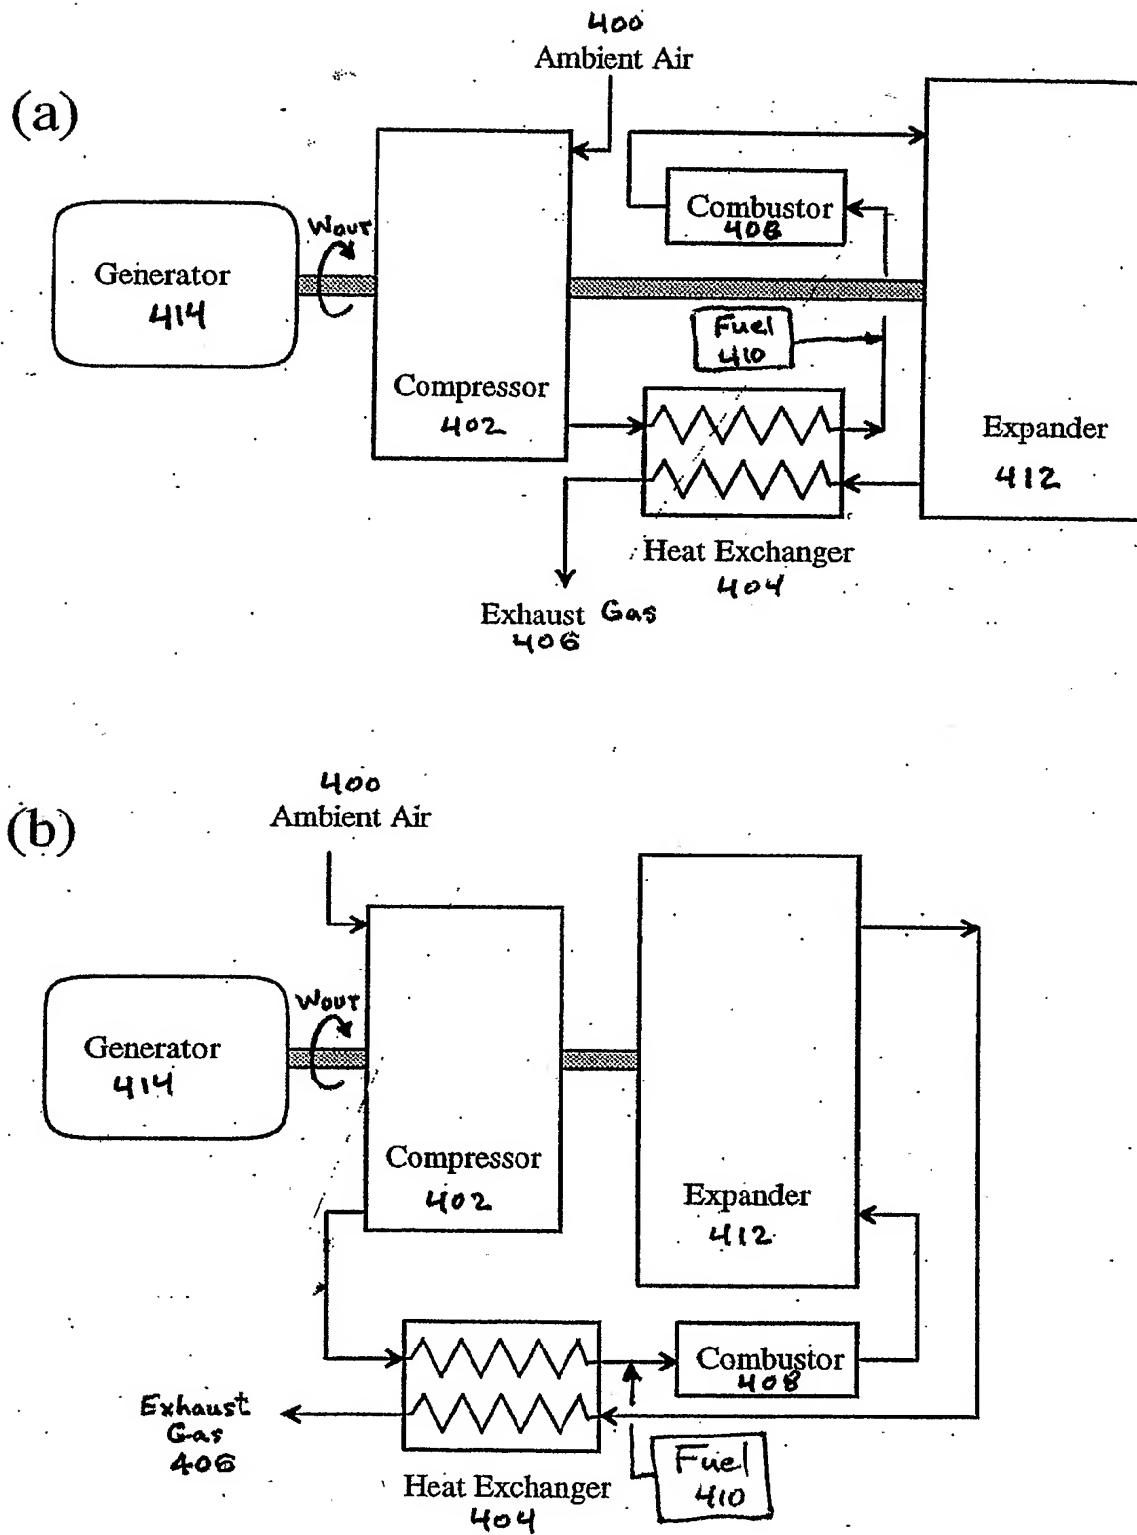 400
Ambient Air
(a)
Combustor
408
WOUT
Generator
414
Fuel
410
Compressor
402
Expander
412
Heat Exchanger
404
Exhaust Gas
406
400
Ambient Air
(b)
WOUT
Generator
414
Compressor
402
Expander
412
Combustor
408
Exhaust
Gas
406
Fuel
410
Heat Exchanger
404